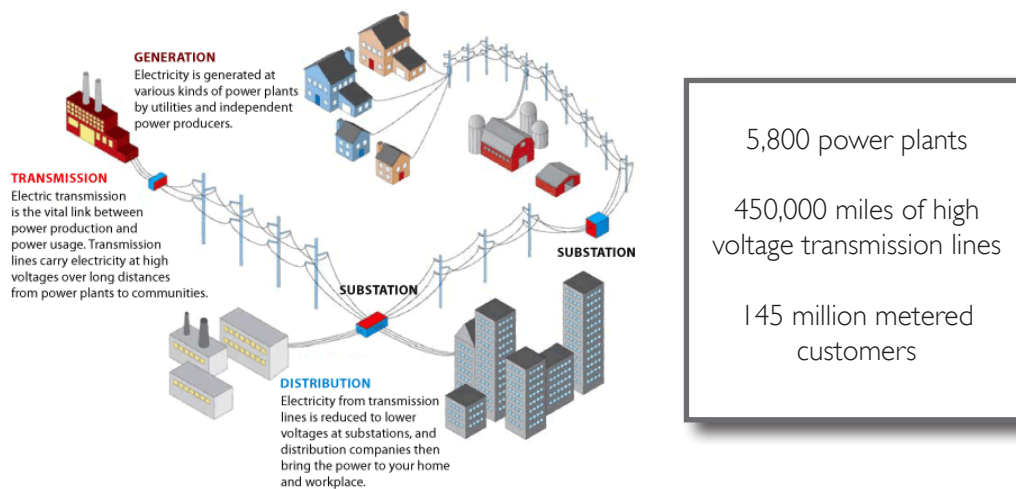 GENERATION
Electricity is generated at
various kinds of power plants
by utilities and independent
power producers.
TRANSMISSION
Electric transmission
is the vital link between
power production and
power usage. Transmission
lines carry electricity at high
voltages over long distances
from power plants to communities.
SUBSTATION
SUBSTATION
DISTRIBUTION
Electricity from transmission
lines is reduced to lower
voltages at substations, and
distribution companies then
bring the power to your home
and workplace.
5,800 power plants
450,000 miles of high
voltage transmission lines
145 million metered
customers